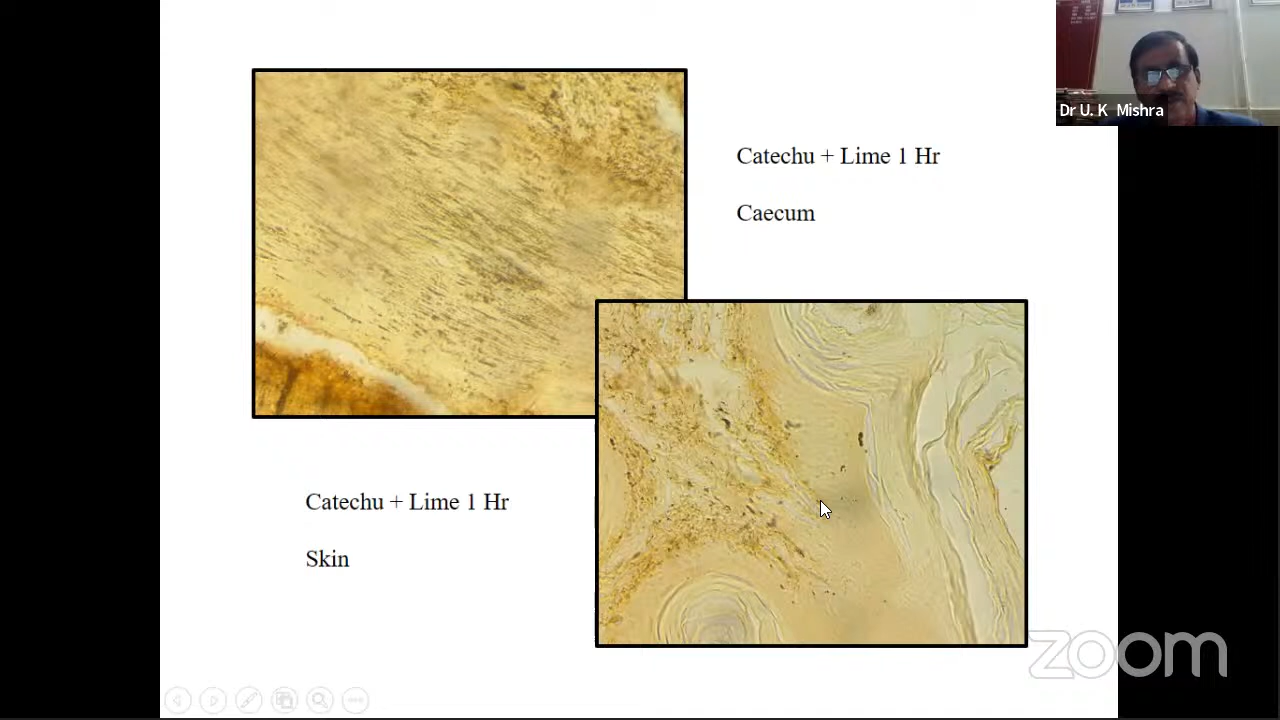 Dr U. K Mishra
Catechu + Lime 1 Hr
Caecum
Catechu + Lime 1 Hr
Skin
zoom